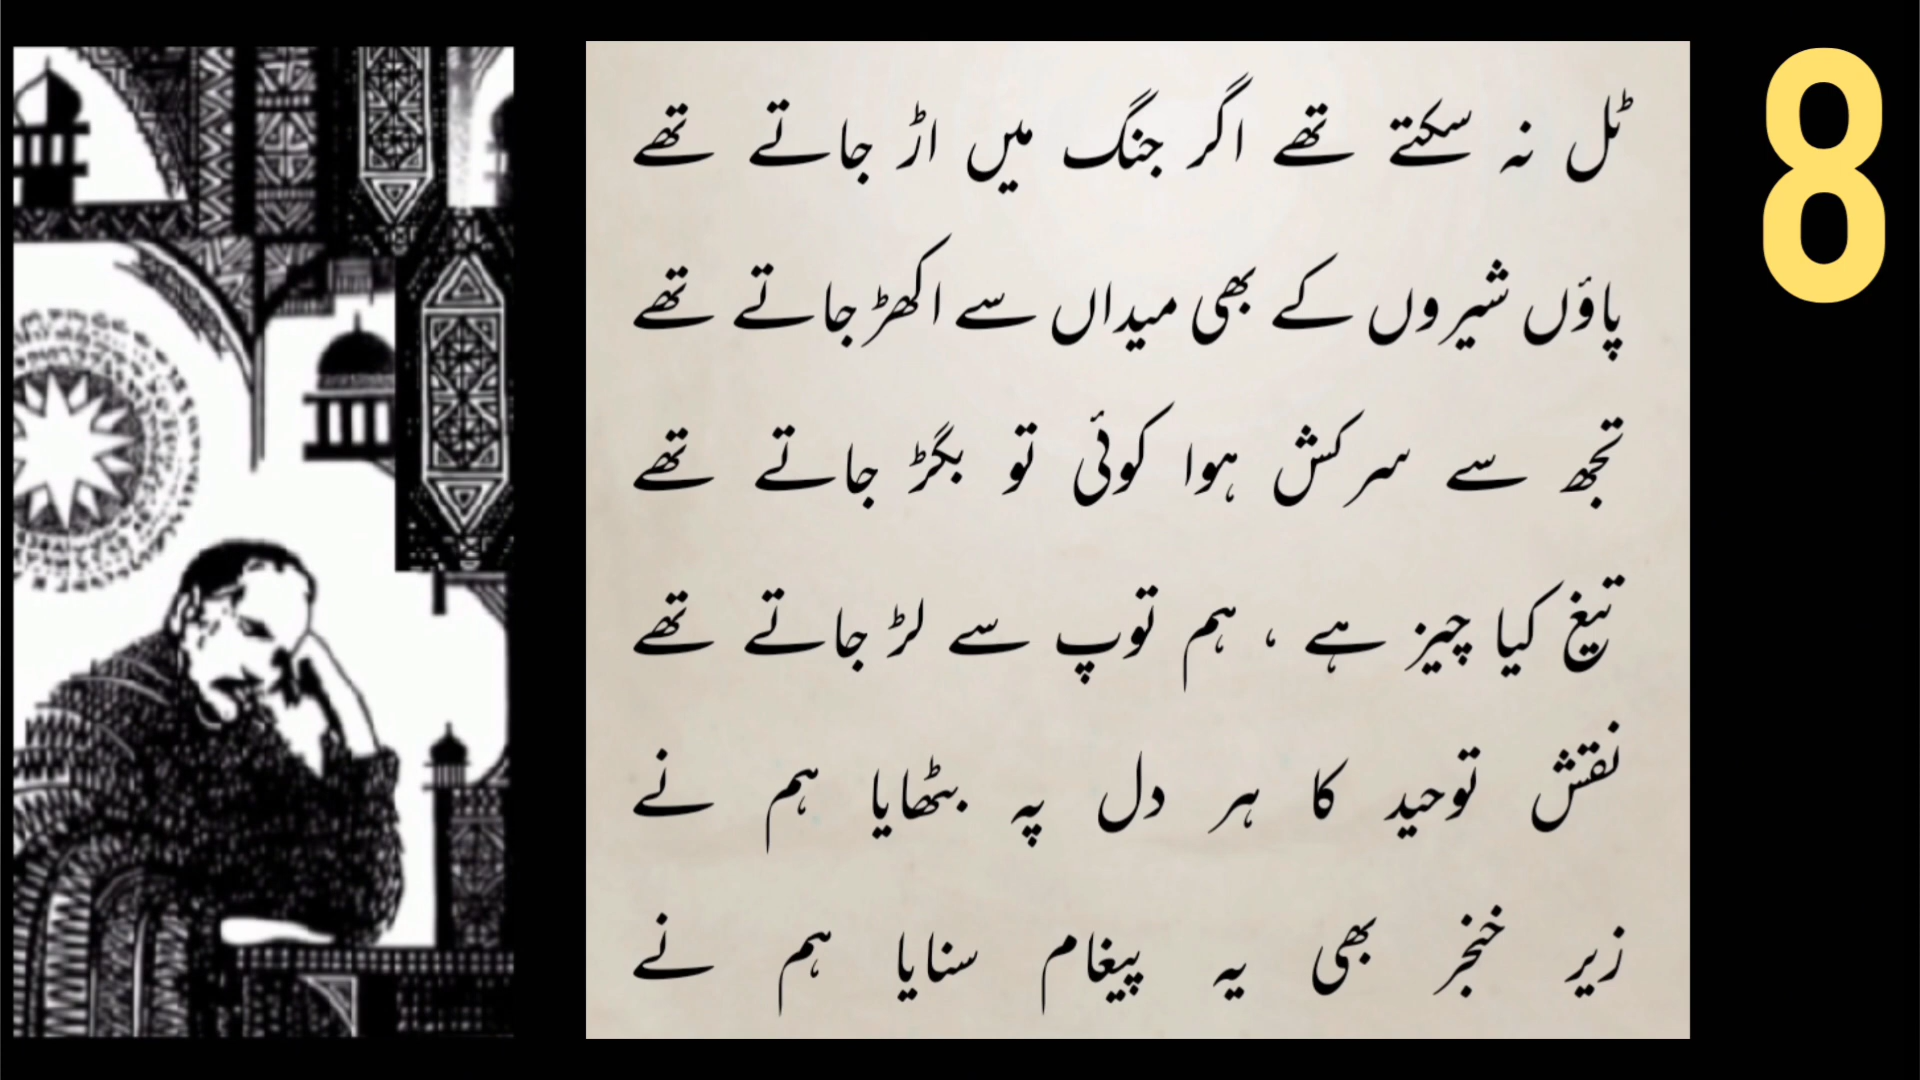 ٹل نہ سکتے تھے اگر جنگ میں اڑ جاتے تھے
پاؤں شیروں کے بھی میداں سے اکھڑ جاتے تھے
تجھ سے سرکش ہوا کوئی تو بگڑ جاتے تھے
تیغ کیا چیز ہے ، ہم توپ سے لڑ جاتے تھے
نقش توحید کا ہر دل پہ بٹھایا ہم نے
زیر خنجر بھی یہ پیغام سنایا ہم نے
8